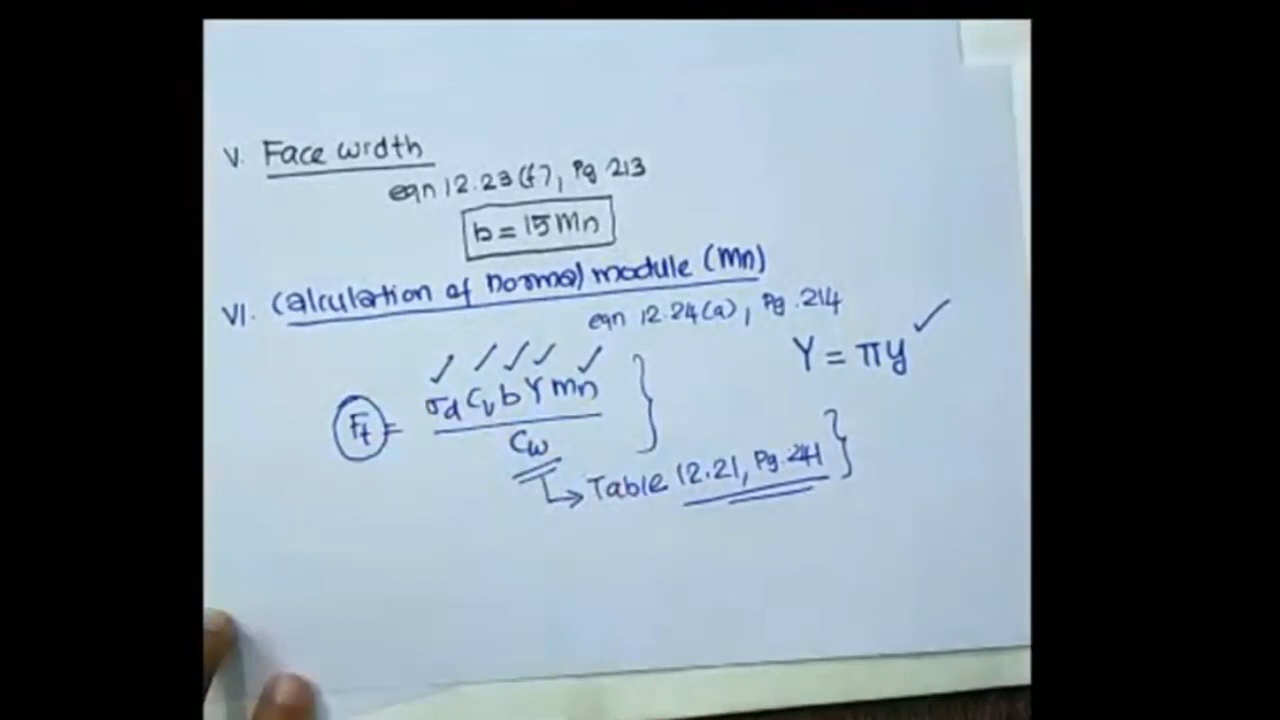 V. Face width
eqn 12.23(f), Pg 213
b = 15 Mn
VI. Calculation of normal module (Mn)
eqn 12.24(a), Pg. 214
Y = πy ✓
Ft = σd Cv b Y mn / Cw
→ Table 12.21, Pg. 241